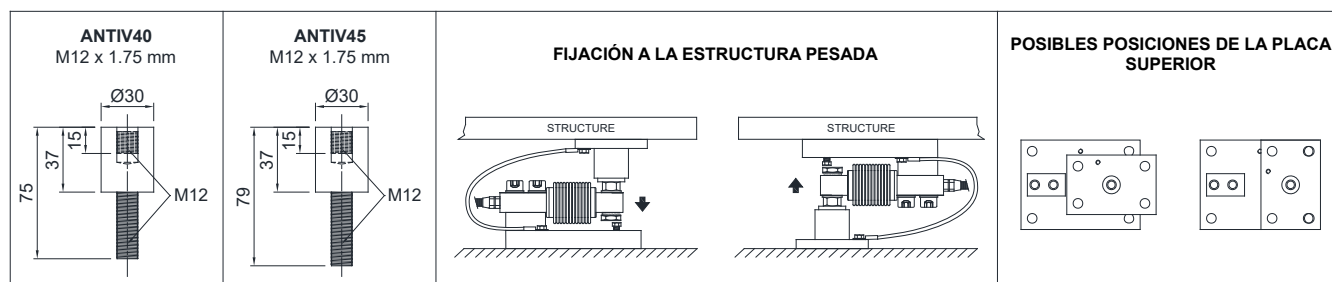 ANTIV40
M12 x 1.75 mm
Ø30
15
37
75
M12
ANTIV45
M12 x 1.75 mm
Ø30
15
37
79
M12
FIJACIÓN A LA ESTRUCTURA PESADA
STRUCTURE
STRUCTURE
POSIBLES POSICIONES DE LA PLACA
SUPERIOR